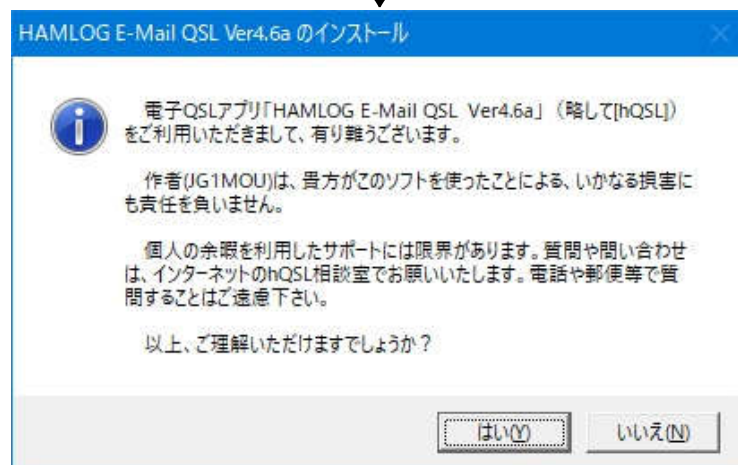 HAMLOG E-Mail QSL Ver4.6a のインストール
電子QSLアプリ「HAMLOG E-Mail QSL Ver4.6a」（略して[hQSL]）
をご利用いただきまして、有り難うございます。
作者(JG1MOU)は、貴方がこのソフトを使ったことによる、いかなる損害に
も責任を負いません。
個人の余暇を利用したサポートには限界があります。質問や問い合わせ
は、インターネットのhQSL相談室でお願いいたします。電話や郵便等で質
問することはご遠慮下さい。
以上、ご理解いただけますでしょうか？
はい(Y) いいえ(N)